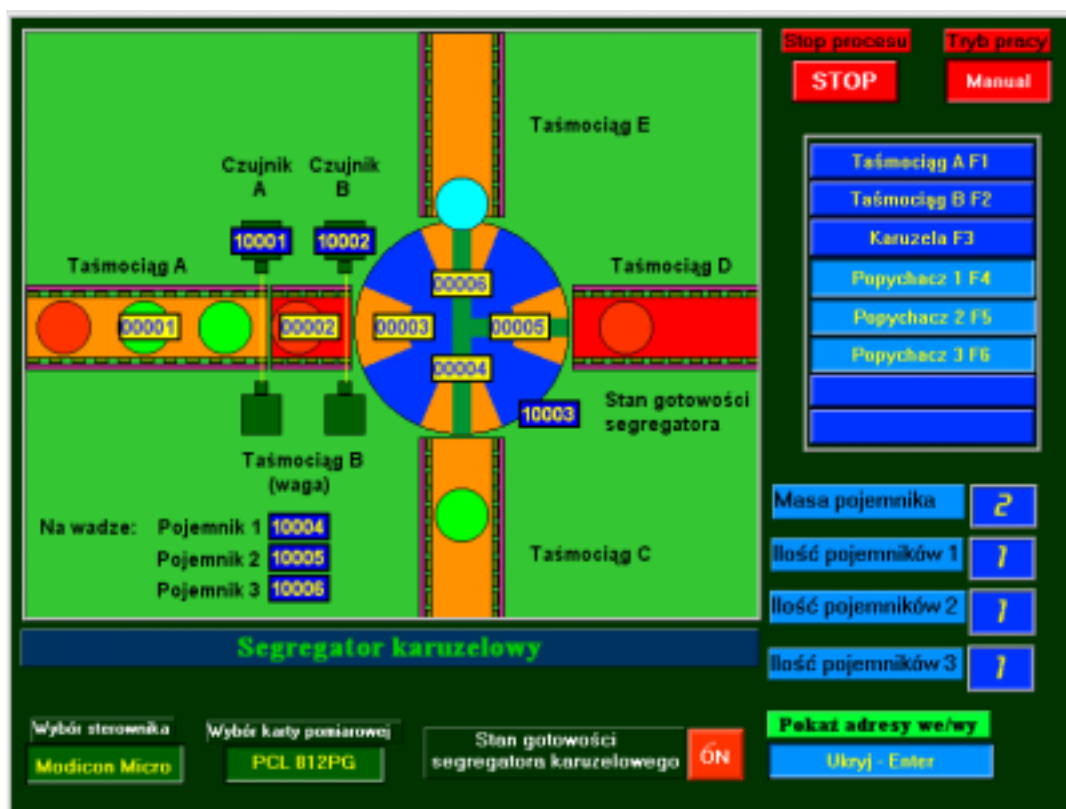 Stop procesu
Tryb pracy
STOP
Manual
Taśmociąg E
Czujnik A
Czujnik B
10001
10002
Taśmociąg A
Taśmociąg D
00001
00002
00003
00006
00005
00004
10003
Stan gotowości
segregatora
Taśmociąg B
(waga)
Taśmociąg C
Na wadze:
Pojemnik 1 10004
Pojemnik 2 10005
Pojemnik 3 10006
Taśmociąg A F1
Taśmociąg B F2
Karuzela F3
Popychacz 1 F4
Popychacz 2 F5
Popychacz 3 F6
Masa pojemnika 2
Ilość pojemników 1 1
Ilość pojemników 2 1
Ilość pojemników 3 1
Segregator karuzelowy
Wybór sterownika
Modicon Micro
Wybór karty pomiarowej
PCL 812PG
Stan gotowości
segregatora karuzelowego
ON
Pokaż adresy we/wy
Ukryj - Enter